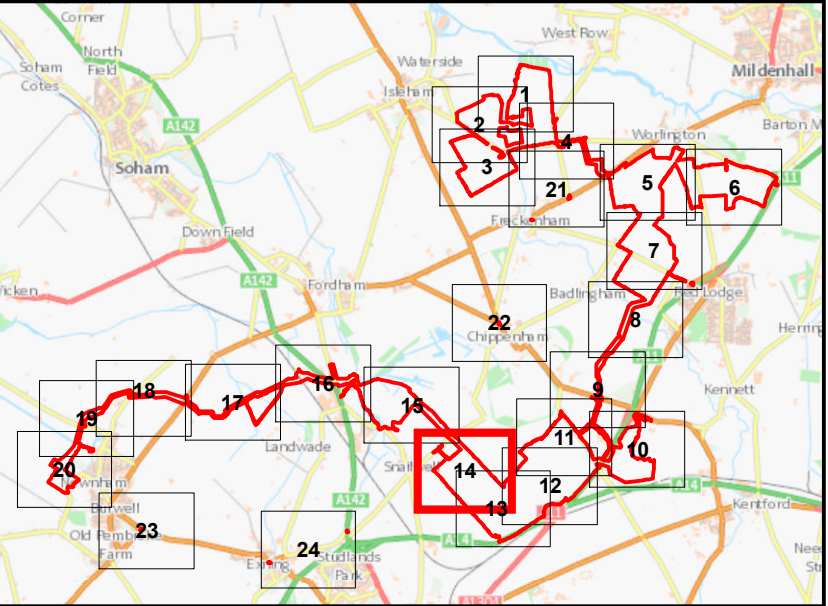 Corner
North
Field
Soham
Cotes
Waterside
West Row
Isleham
Mildenhall
A142
Soham
1
2
4
3
Worlington
Barton M
5
6
A11
21
Freckenham
Down Field
7
A142
Fordham
Badlingham
Red Lodge
22
Chippenham
8
Herring
A11
Kennett
9
18
16
17
15
19
11
10
Landwade
Snailwell
14
12
20
A14
Kentford
Burwell
A142
13
23
Old Pembroke
Farm
24
Exning
Studlands
Park
A14
A1304